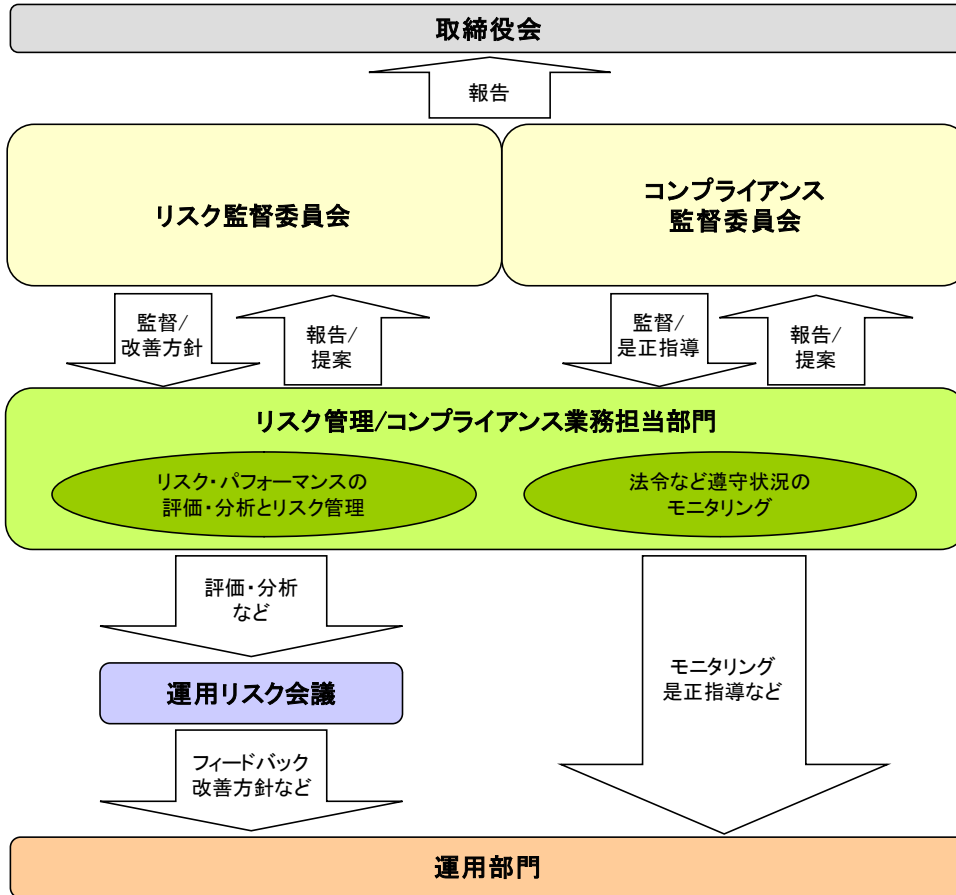 取締役会
報告
リスク監督委員会
コンプライアンス
監督委員会
監督/
改善方針
報告/
提案
監督/
是正指導
報告/
提案
リスク管理/コンプライアンス業務担当部門
リスク・パフォーマンスの
評価・分析とリスク管理
法令など遵守状況の
モニタリング
評価・分析
など
運用リスク会議
フィードバック
改善方針など
モニタリング
是正指導など
運用部門